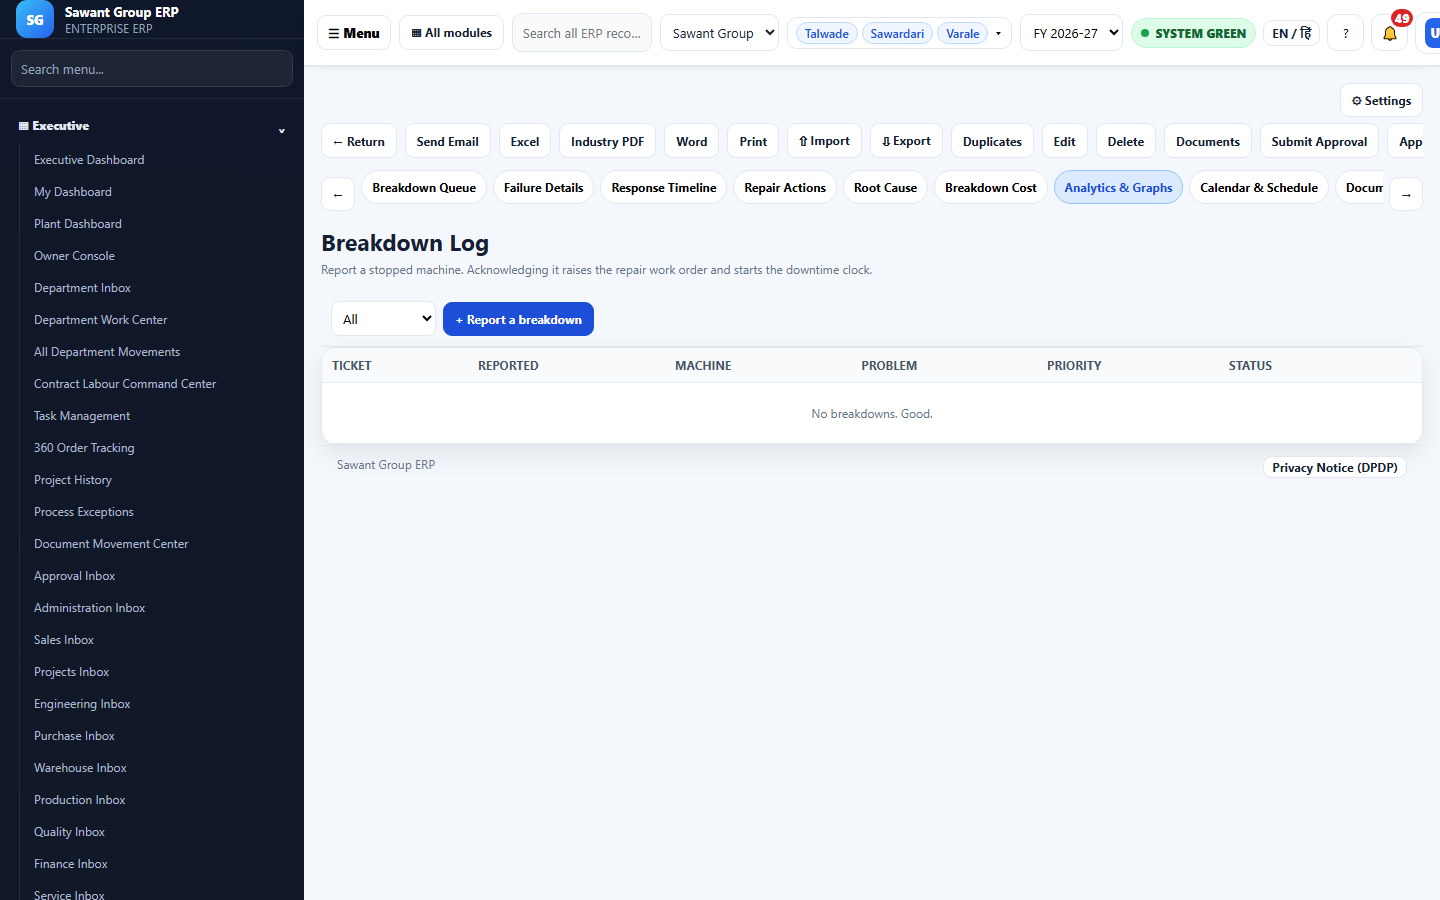 SG
Sawant Group ERP
ENTERPRISE ERP
Search menu...
Executive
Executive Dashboard
My Dashboard
Plant Dashboard
Owner Console
Department Inbox
Department Work Center
All Department Movements
Contract Labour Command Center
Task Management
360 Order Tracking
Project History
Process Exceptions
Document Movement Center
Approval Inbox
Administration Inbox
Sales Inbox
Projects Inbox
Engineering Inbox
Purchase Inbox
Warehouse Inbox
Production Inbox
Quality Inbox
Finance Inbox
Service Inbox
☰ Menu
All modules
Search all ERP reco...
Sawant Group
Talwade Sawardari Varale
FY 2026-27
SYSTEM GREEN
EN / हिं
?
49
U
⚙ Settings
← Return Send Email Excel Industry PDF Word Print ⇧ Import ⇩ Export Duplicates Edit Delete Documents Submit Approval App
← Breakdown Queue Failure Details Response Timeline Repair Actions Root Cause Breakdown Cost Analytics & Graphs Calendar & Schedule Docum →
Breakdown Log
Report a stopped machine. Acknowledging it raises the repair work order and starts the downtime clock.
All + Report a breakdown
TICKET REPORTED MACHINE PROBLEM PRIORITY STATUS
No breakdowns. Good.
Sawant Group ERP Privacy Notice (DPDP)